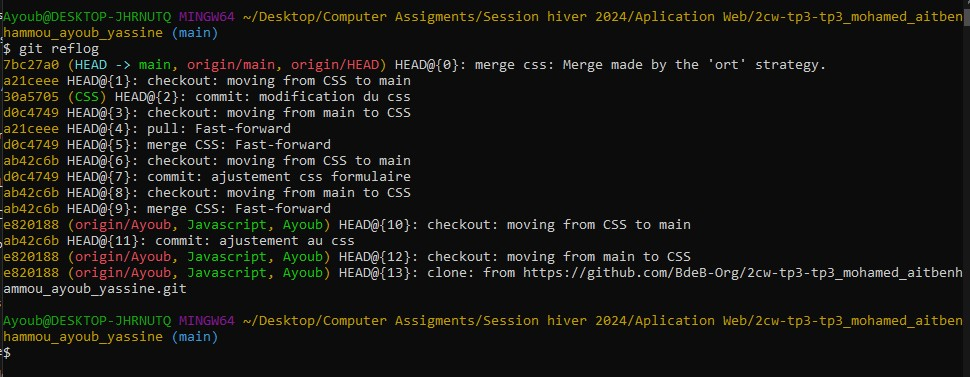 Ayoub@DESKTOP-JHRNUTQ MINGW64 ~/Desktop/Computer Assigments/Session hiver 2024/Aplication Web/2cw-tp3-tp3_mohamed_aitben
hammou_ayoub_yassine (main)
$ git reflog
7bc27a0 (HEAD -> main, origin/main, origin/HEAD) HEAD@{0}: merge css: Merge made by the 'ort' strategy.
a21ceee HEAD@{1}: checkout: moving from CSS to main
30a5705 (CSS) HEAD@{2}: commit: modification du css
d0c4749 HEAD@{3}: checkout: moving from main to CSS
a21ceee HEAD@{4}: pull: Fast-forward
d0c4749 HEAD@{5}: merge CSS: Fast-forward
ab42c6b HEAD@{6}: checkout: moving from CSS to main
d0c4749 HEAD@{7}: commit: ajustement css formulaire
ab42c6b HEAD@{8}: checkout: moving from main to CSS
ab42c6b HEAD@{9}: merge CSS: Fast-forward
e820188 (origin/Ayoub, Javascript, Ayoub) HEAD@{10}: checkout: moving from CSS to main
ab42c6b HEAD@{11}: commit: ajustement au css
e820188 (origin/Ayoub, Javascript, Ayoub) HEAD@{12}: checkout: moving from main to CSS
e820188 (origin/Ayoub, Javascript, Ayoub) HEAD@{13}: clone: from https://github.com/BdeB-Org/2cw-tp3-tp3_mohamed_aitbenh
ammou_ayoub_yassine.git
Ayoub@DESKTOP-JHRNUTQ MINGW64 ~/Desktop/Computer Assigments/Session hiver 2024/Aplication Web/2cw-tp3-tp3_mohamed_aitben
hammou_ayoub_yassine (main)
$